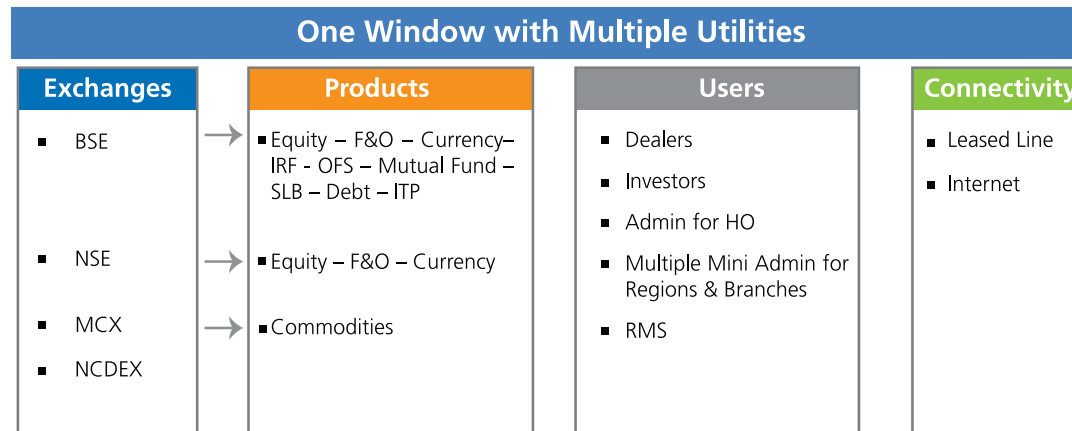 One Window with Multiple Utilities
Exchanges
BSE
NSE
MCX
NCDEX
Products
Equity – F&O – Currency–
IRF - OFS – Mutual Fund –
SLB – Debt – ITP
Equity – F&O – Currency
Commodities
Users
Dealers
Investors
Admin for HO
Multiple Mini Admin for
Regions & Branches
RMS
Connectivity
Leased Line
Internet